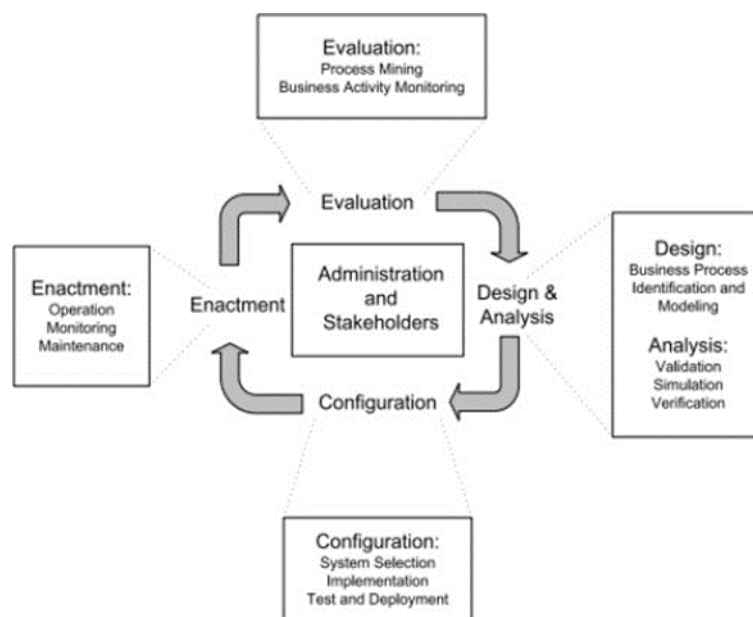 Evaluation:
Process Mining
Business Activity Monitoring
Evaluation
Enactment:
Operation
Monitoring
Maintenance
Enactment
Administration
and
Stakeholders
Design &
Analysis
Design:
Business Process
Identification and
Modeling
Analysis:
Validation
Simulation
Verification
Configuration
Configuration:
System Selection
Implementation
Test and Deployment